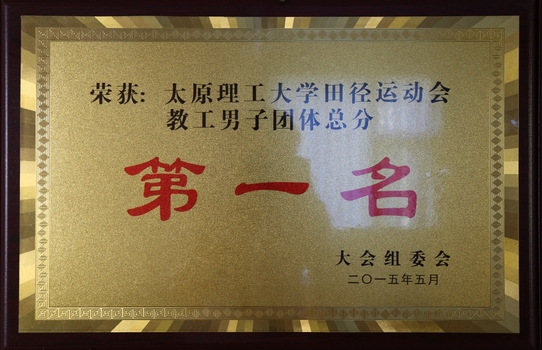 荣获：太原理工大学田径运动会
教工男子团体总分
第一名
大会组委会
二〇一五年五月